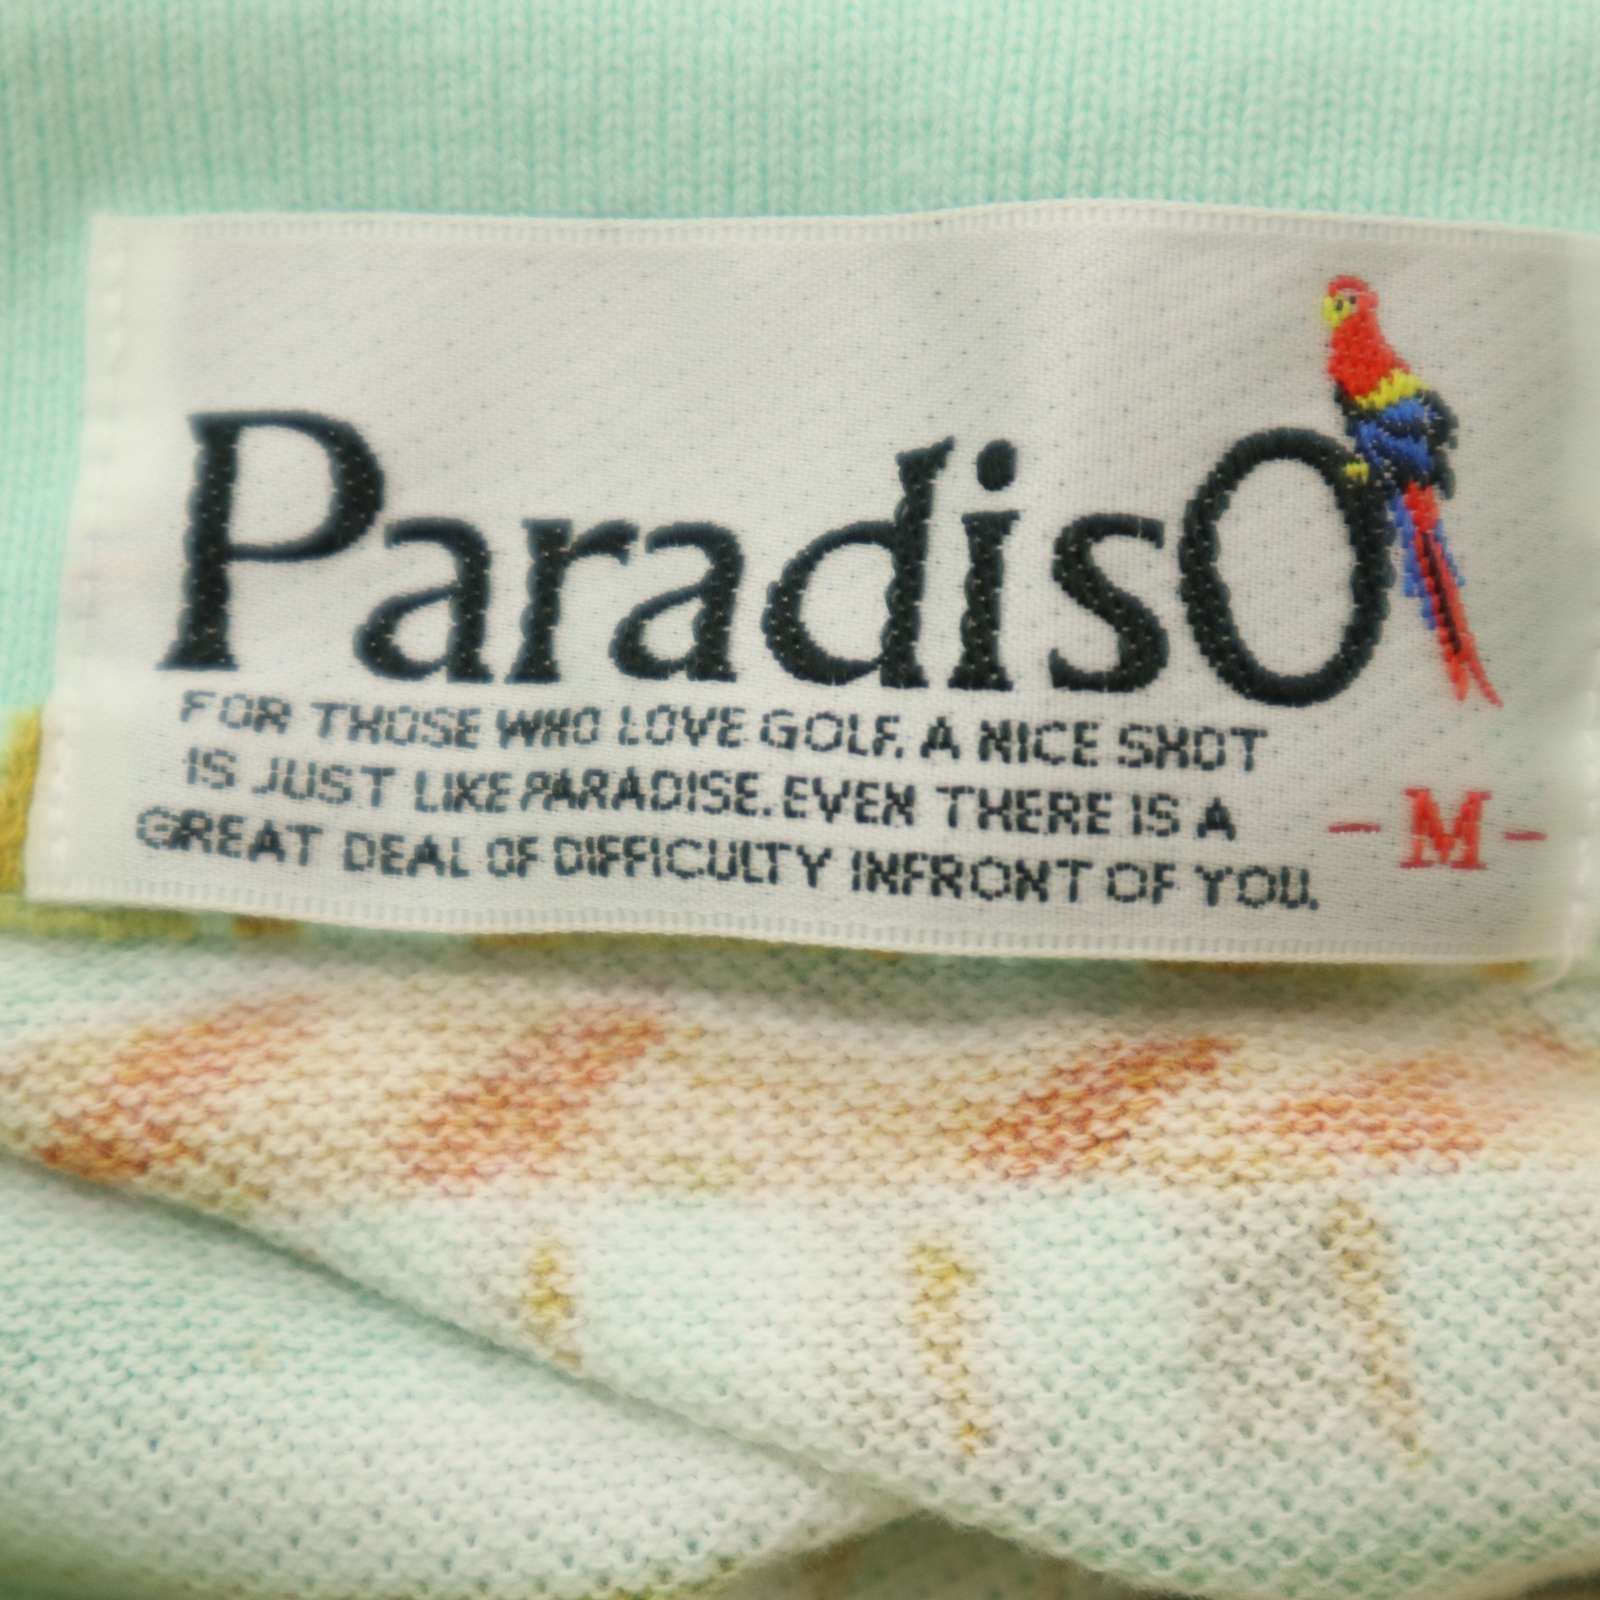 ParadisO
FOR THOSE WHO LOVE GOLF. A NICE SHOT
IS JUST LIKE PARADISE. EVEN THERE IS A
GREAT DEAL OF DIFFICULTY INFRONT OF YOU.
- M -